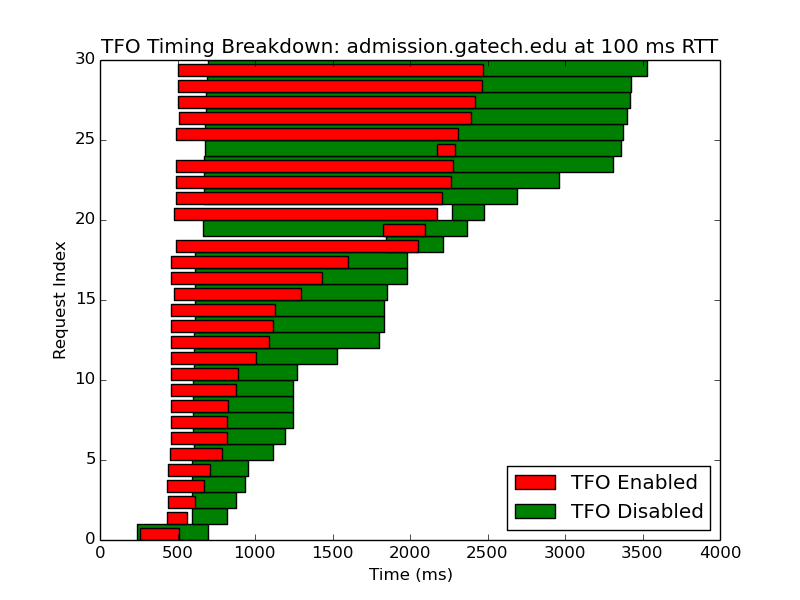 TFO Timing Breakdown: admission.gatech.edu at 100 ms RTT
30
25
20
15
10
5
0
Request Index
0 500 1000 1500 2000 2500 3000 3500 4000
Time (ms)
TFO Enabled
TFO Disabled